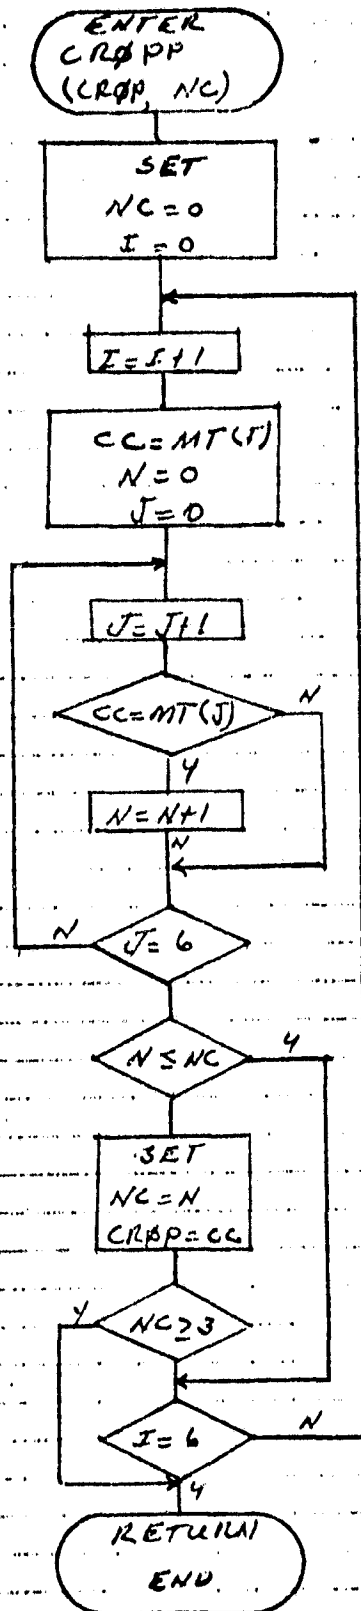 ENTER
CRØPP
(CRØP, NC)
SET
NC = 0
I = 0
I = I + 1
CC = MT(J)
N = 0
J = 0
J = J+1
CC = MT(J)
N
Y
N = N+1
N
N
J = 6
N ≤ NC
Y
SET
NC = N
CRØP = CC
Y
NC ≥ 3
I = 6
N
Y
RETURN
END